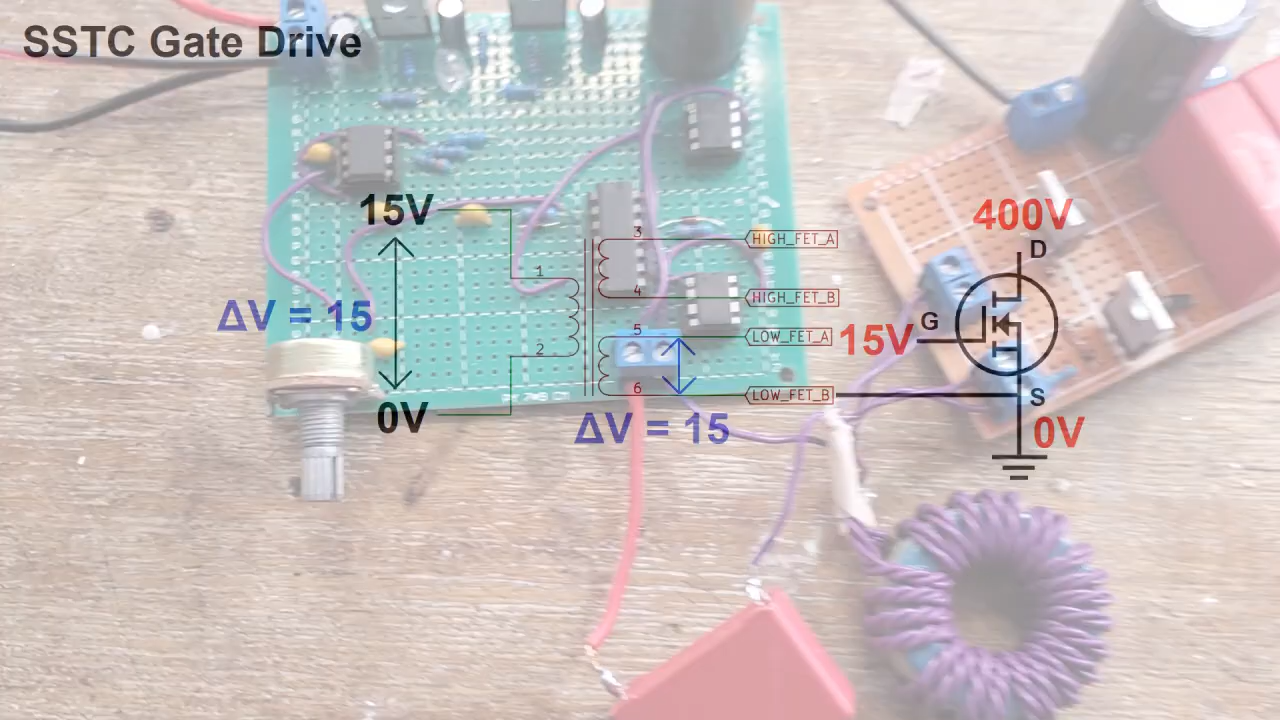 SSTC Gate Drive
15V
ΔV = 15
0V
1
2
3
4
5
6
HIGH_FET_A
HIGH_FET_B
LOW_FET_A
LOW_FET_B
ΔV = 15
400V
D
15V
G
S
0V